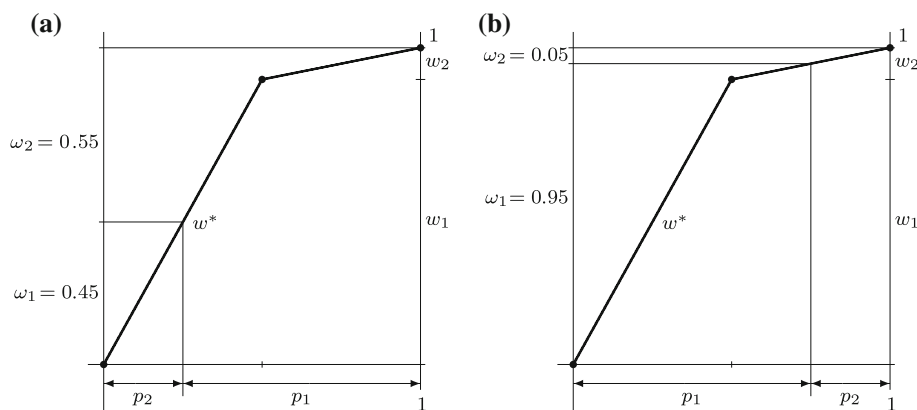 (a)
1
w₂
ω₂ = 0.55
w*
w₁
ω₁ = 0.45
p₂
p₁
1
(b)
1
ω₂ = 0.05
w₂
ω₁ = 0.95
w*
w₁
p₁
p₂
1